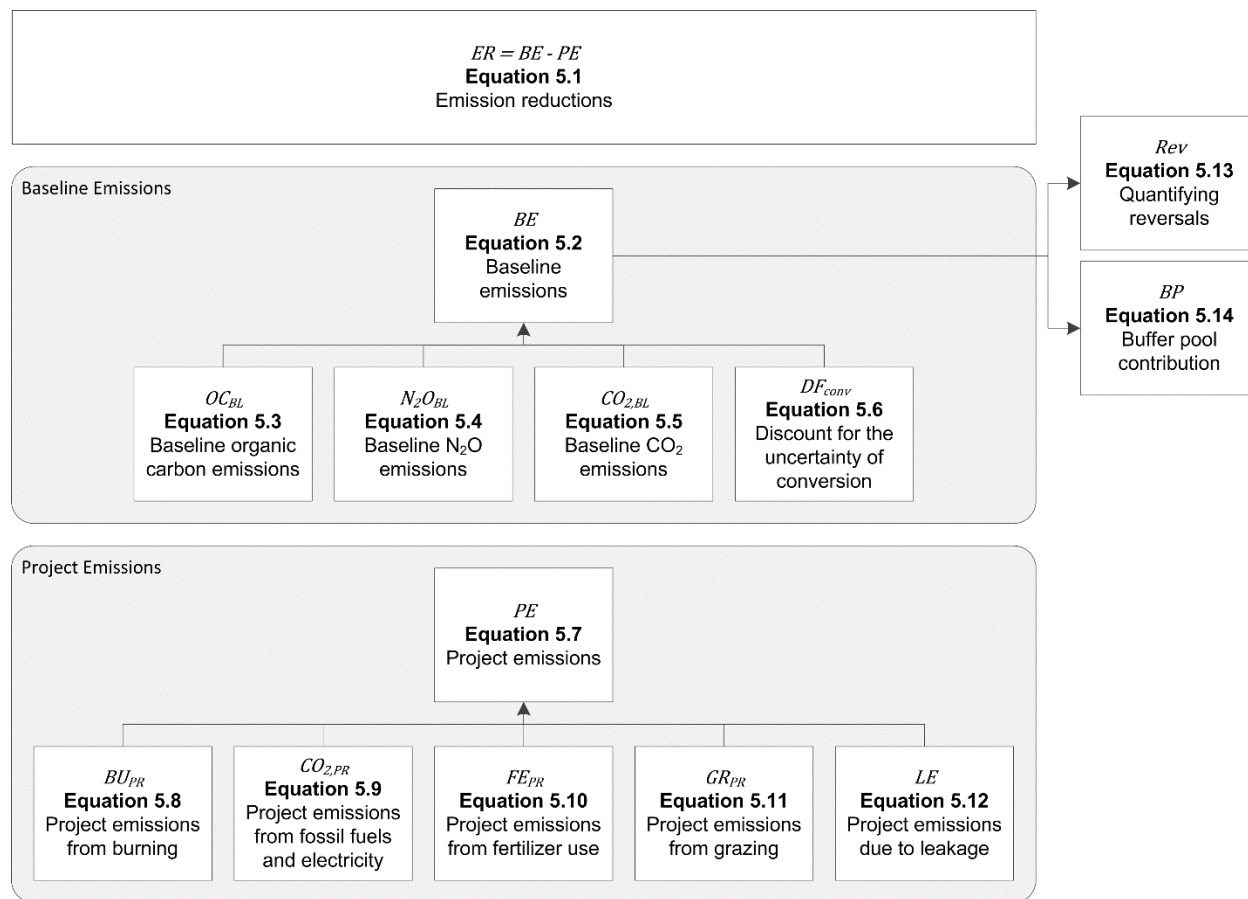 ER = BE - PE
Equation 5.1
Emission reductions
Baseline Emissions
BE
Equation 5.2
Baseline
emissions
Rev
Equation 5.13
Quantifying
reversals
BP
Equation 5.14
Buffer pool
contribution
OC_BL
Equation 5.3
Baseline organic
carbon emissions
N₂O_BL
Equation 5.4
Baseline N₂O
emissions
CO₂,BL
Equation 5.5
Baseline CO₂
emissions
DF_conv
Equation 5.6
Discount for the
uncertainty of
conversion
Project Emissions
PE
Equation 5.7
Project emissions
BU_PR
Equation 5.8
Project emissions
from burning
CO₂,PR
Equation 5.9
Project emissions
from fossil fuels
and electricity
FE_PR
Equation 5.10
Project emissions
from fertilizer use
GR_PR
Equation 5.11
Project emissions
from grazing
LE
Equation 5.12
Project emissions
due to leakage